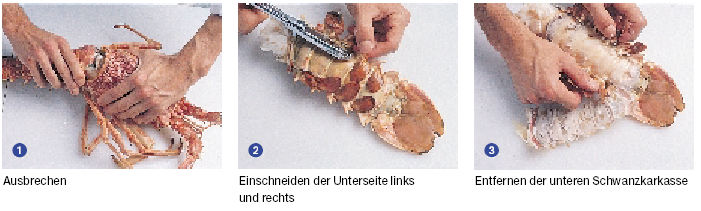 1
2
3
Ausbrechen
Einschneiden der Unterseite links
und rechts
Entfernen der unteren Schwanzkarkasse